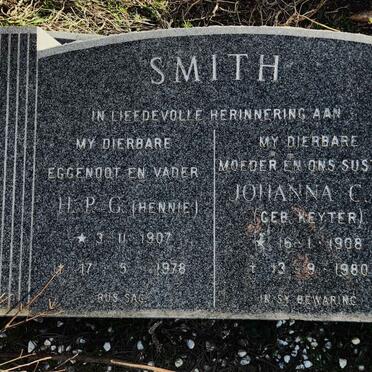 SMITH
IN LIEFDEVOLLE HERINNERING AAN
MY DIERBARE
EGGENOOT EN VADER
H. P. G. (HENNIE)
★ 3 · 11 · 1907
† 17 · 5 · 1978
RUS SAG
MY DIERBARE
MOEDER EN ONS SUS
JOHANNA C.
(GEB. KEYTER)
★ 16 · 1 · 1908
† 13 · 9 · 1980
IN SY BEWARING